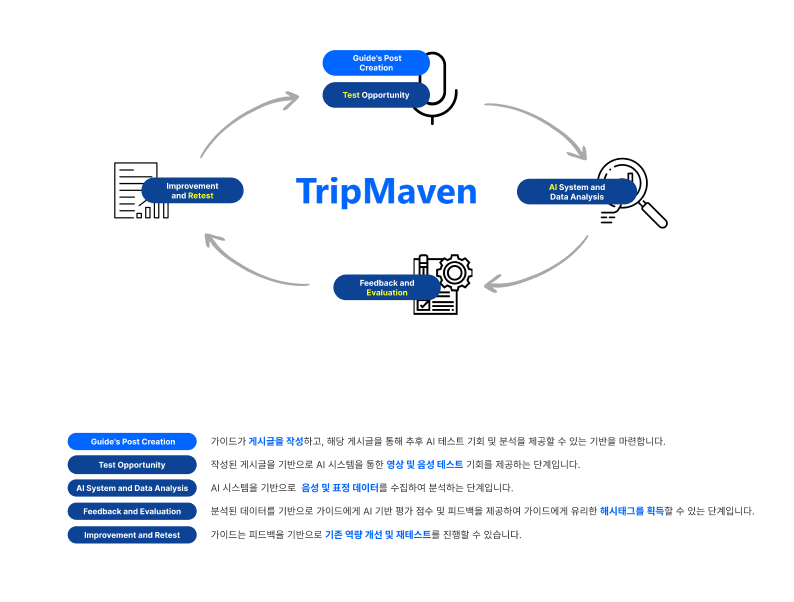 Guide's Post
Creation
Test Opportunity
Improvement
and Retest
TripMaven
AI System and
Data Analysis
Feedback and
Evaluation
Guide's Post Creation 가이드가 게시글을 작성하고, 해당 게시글을 통해 추후 AI 테스트 기회 및 분석을 제공할 수 있는 기반을 마련합니다.
Test Opportunity 작성된 게시글을 기반으로 AI 시스템을 통한 영상 및 음성 테스트 기회를 제공하는 단계입니다.
AI System and Data Analysis AI 시스템을 기반으로 음성 및 표정 데이터를 수집하여 분석하는 단계입니다.
Feedback and Evaluation 분석된 데이터를 기반으로 가이드에게 AI 기반 평가 점수 및 피드백을 제공하여 가이드에게 유리한 해시태그를 획득할 수 있는 단계입니다.
Improvement and Retest 가이드는 피드백을 기반으로 기존 역량 개선 및 재테스트를 진행할 수 있습니다.